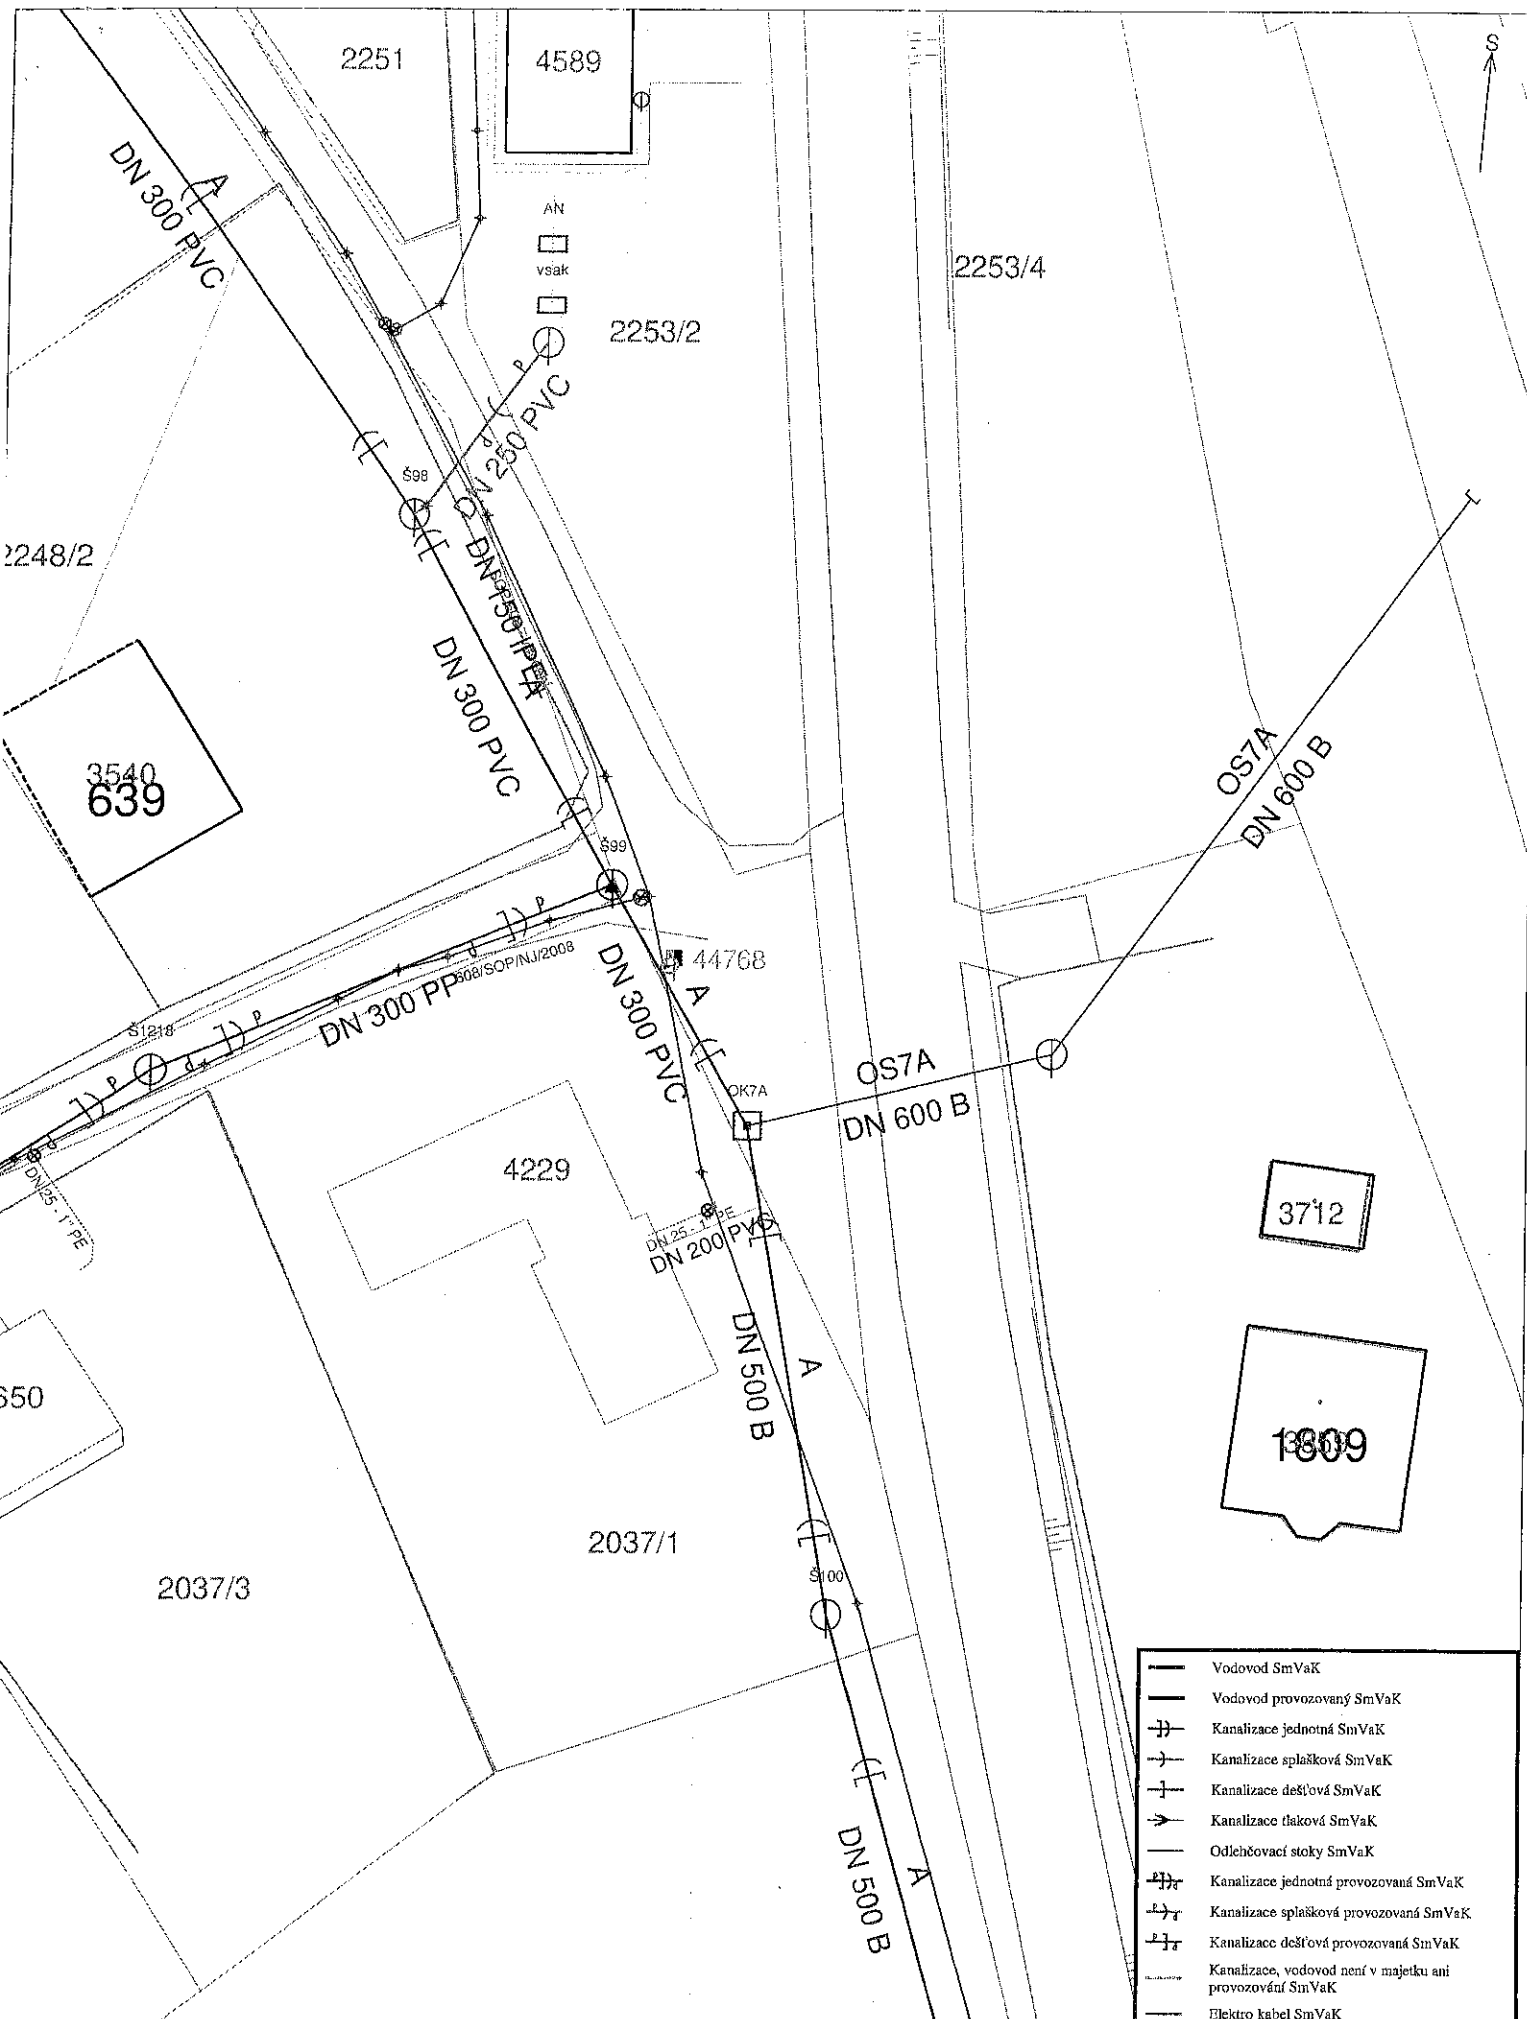 2251
4589
S
DN 300 PVC
A
AN
vsak
2253/4
2253/2
DN 250 PVC
Š98
2248/2
DN 150 IPELA
DN 300 PVC
3540
639
OS7A
DN 600 B
Š99
608/SOP/NJ/2008
DN 300 PP
44768
DN 300 PVC
A
Š1218
OS7A
DN 600 B
OK7A
4229
DN 25 - 1" PE
DN 25 - 1" PE
DN 200 PVC
3712
DN 500 B
A
650
1809
2037/1
2037/3
Š100
DN 500 B
A
Vodovod SmVaK
Vodovod provozovaný SmVaK
Kanalizace jednotná SmVaK
Kanalizace splašková SmVaK
Kanalizace dešťová SmVaK
Kanalizace tlaková SmVaK
Odlehčovací stoky SmVaK
Kanalizace jednotná provozovaná SmVaK
Kanalizace splašková provozovaná SmVaK
Kanalizace dešťová provozovaná SmVaK
Kanalizace, vodovod není v majetku ani
provozování SmVaK
Elektro kabel SmVaK